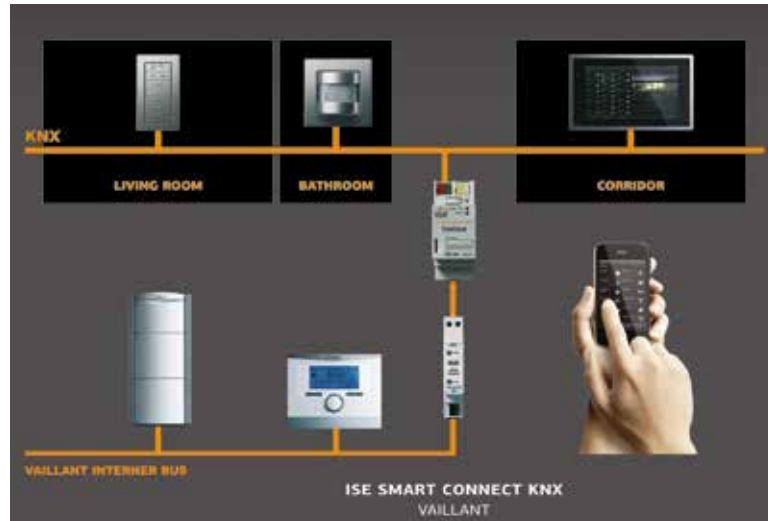 KNX
LIVING ROOM
BATHROOM
CORRIDOR
VAILLANT INTERNER BUS
ISE SMART CONNECT KNX
VAILLANT